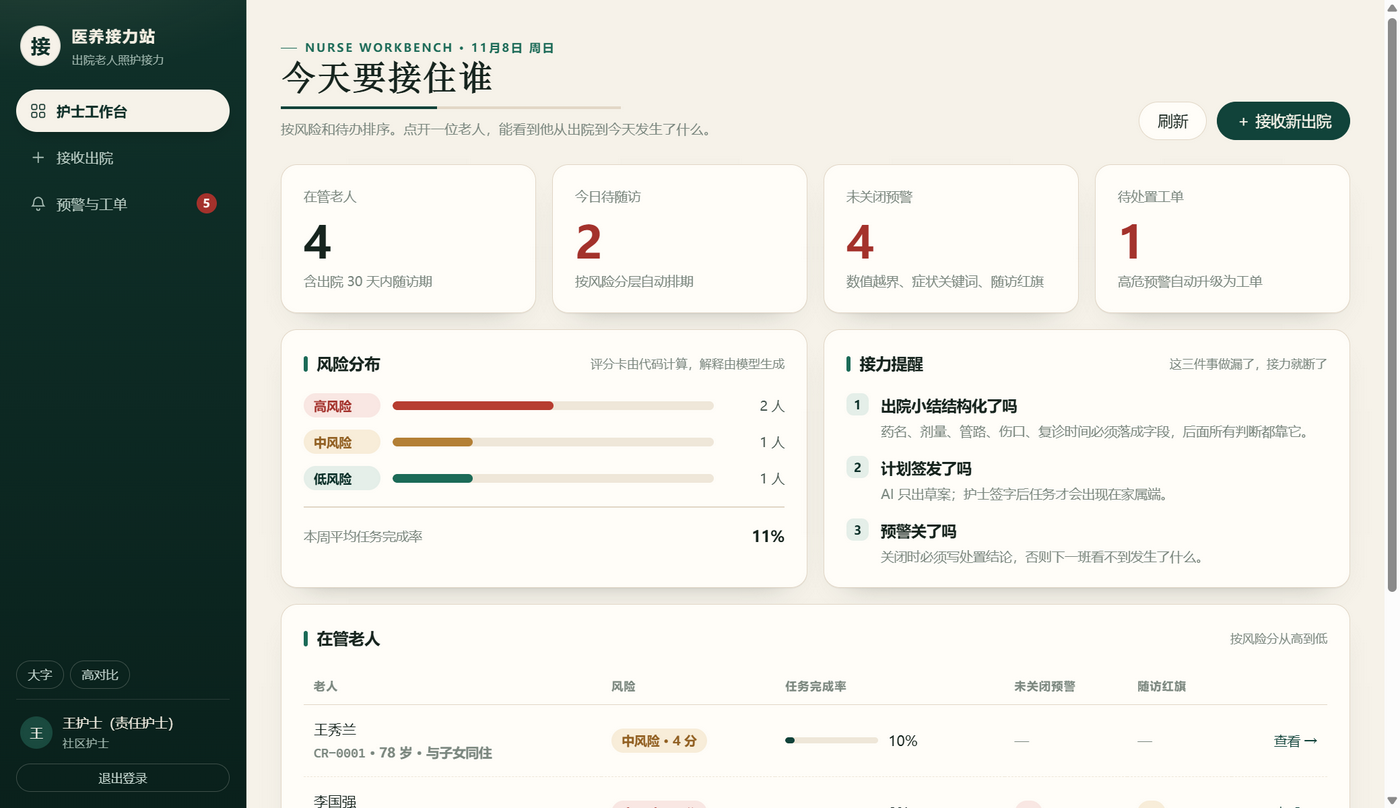 接
医养接力站
出院老人照护接力
护士工作台
接收出院
预警与工单
5
大字
高对比
王
王护士（责任护士）
社区护士
退出登录
— NURSE WORKBENCH • 11月8日 周日
今天要接住谁
按风险和待办排序。点开一位老人，能看到他从出院到今天发生了什么。
刷新
+ 接收新出院
在管老人
4
含出院 30 天内随访期
今日待随访
2
按风险分层自动排期
未关闭预警
4
数值越界、症状关键词、随访红旗
待处置工单
1
高危预警自动升级为工单
风险分布
评分卡由代码计算，解释由模型生成
高风险
2 人
中风险
1 人
低风险
1 人
本周平均任务完成率
11%
接力提醒
这三件事做漏了，接力就断了
1
出院小结结构化了吗
药名、剂量、管路、伤口、复诊时间必须落成字段，后面所有判断都靠它。
2
计划签发了吗
AI 只出草案；护士签字后任务才会出现在家属端。
3
预警关了吗
关闭时必须写处置结论，否则下一班看不到发生了什么。
在管老人
按风险分从高到低
老人 风险 任务完成率 未关闭预警 随访红旗
王秀兰
CR-0001 • 78 岁 • 与子女同住
中风险 • 4 分
10%
—
—
查看 →
李国强